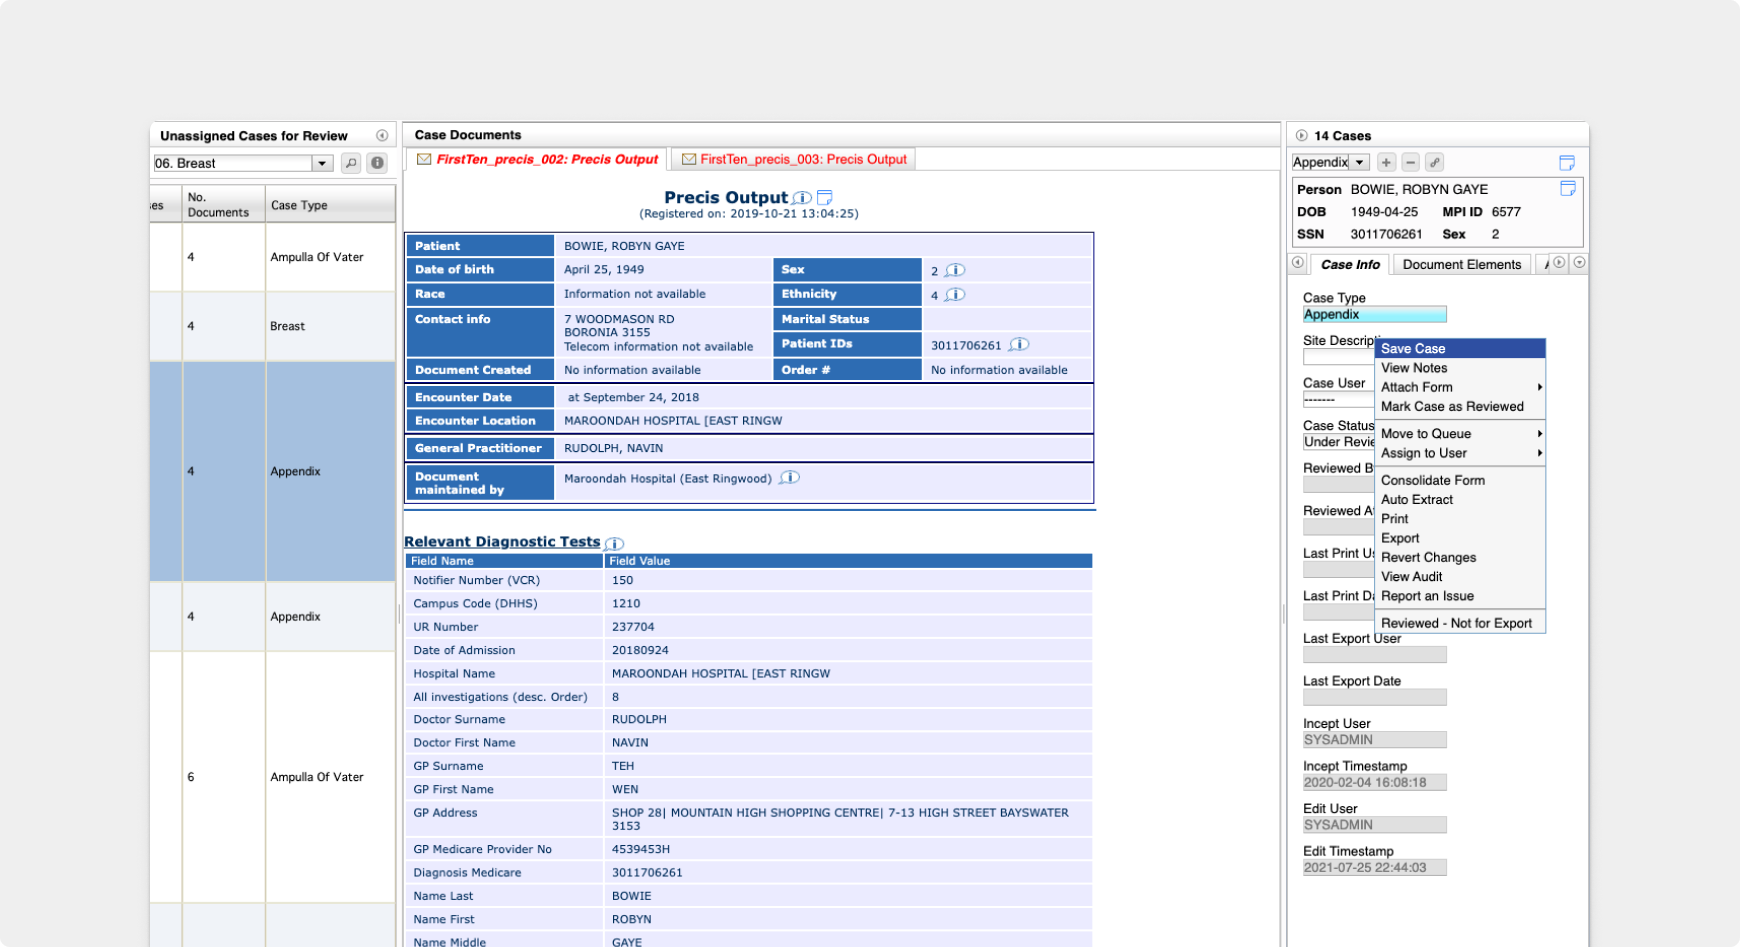 Unassigned Cases for Review
06. Breast
No.
Documents
Case Type
4 Ampulla Of Vater
4 Breast
4 Appendix
4 Appendix
6 Ampulla Of Vater
Case Documents
FirstTen_precis_002: Precis Output
FirstTen_precis_003: Precis Output
Precis Output
(Registered on: 2019-10-21 13:04:25)
Patient BOWIE, ROBYN GAYE
Date of birth April 25, 1949 Sex 2
Race Information not available Ethnicity 4
Contact info 7 WOODMASON RD Marital Status
BORONIA 3155
Telecom information not available Patient IDs 3011706261
Document Created No information available Order # No information available
Encounter Date at September 24, 2018
Encounter Location MAROONDAH HOSPITAL [EAST RINGW
General Practitioner RUDOLPH, NAVIN
Document
maintained by Maroondah Hospital (East Ringwood)
Relevant Diagnostic Tests
Field Name Field Value
Notifier Number (VCR) 150
Campus Code (DHHS) 1210
UR Number 237704
Date of Admission 20180924
Hospital Name MAROONDAH HOSPITAL [EAST RINGW
All investigations (desc. Order) 8
Doctor Surname RUDOLPH
Doctor First Name NAVIN
GP Surname TEH
GP First Name WEN
GP Address SHOP 28| MOUNTAIN HIGH SHOPPING CENTRE| 7-13 HIGH STREET BAYSWATER
3153
GP Medicare Provider No 4539453H
Diagnosis Medicare 3011706261
Name Last BOWIE
Name First ROBYN
Name Middle GAYE
14 Cases
Appendix
Person BOWIE, ROBYN GAYE
DOB 1949-04-25 MPI ID 6577
SSN 3011706261 Sex 2
Case Info
Document Elements
Case Type
Appendix
Site Descripti
Case User
-------
Case Status
Under Revie
Reviewed B
Reviewed A
Last Print Us
Last Print Da
Last Export User
Last Export Date
Incept User
SYSADMIN
Incept Timestamp
2020-02-04 16:08:18
Edit User
SYSADMIN
Edit Timestamp
2021-07-25 22:44:03
Save Case
View Notes
Attach Form
Mark Case as Reviewed
Move to Queue
Assign to User
Consolidate Form
Auto Extract
Print
Export
Revert Changes
View Audit
Report an Issue
Reviewed - Not for Export